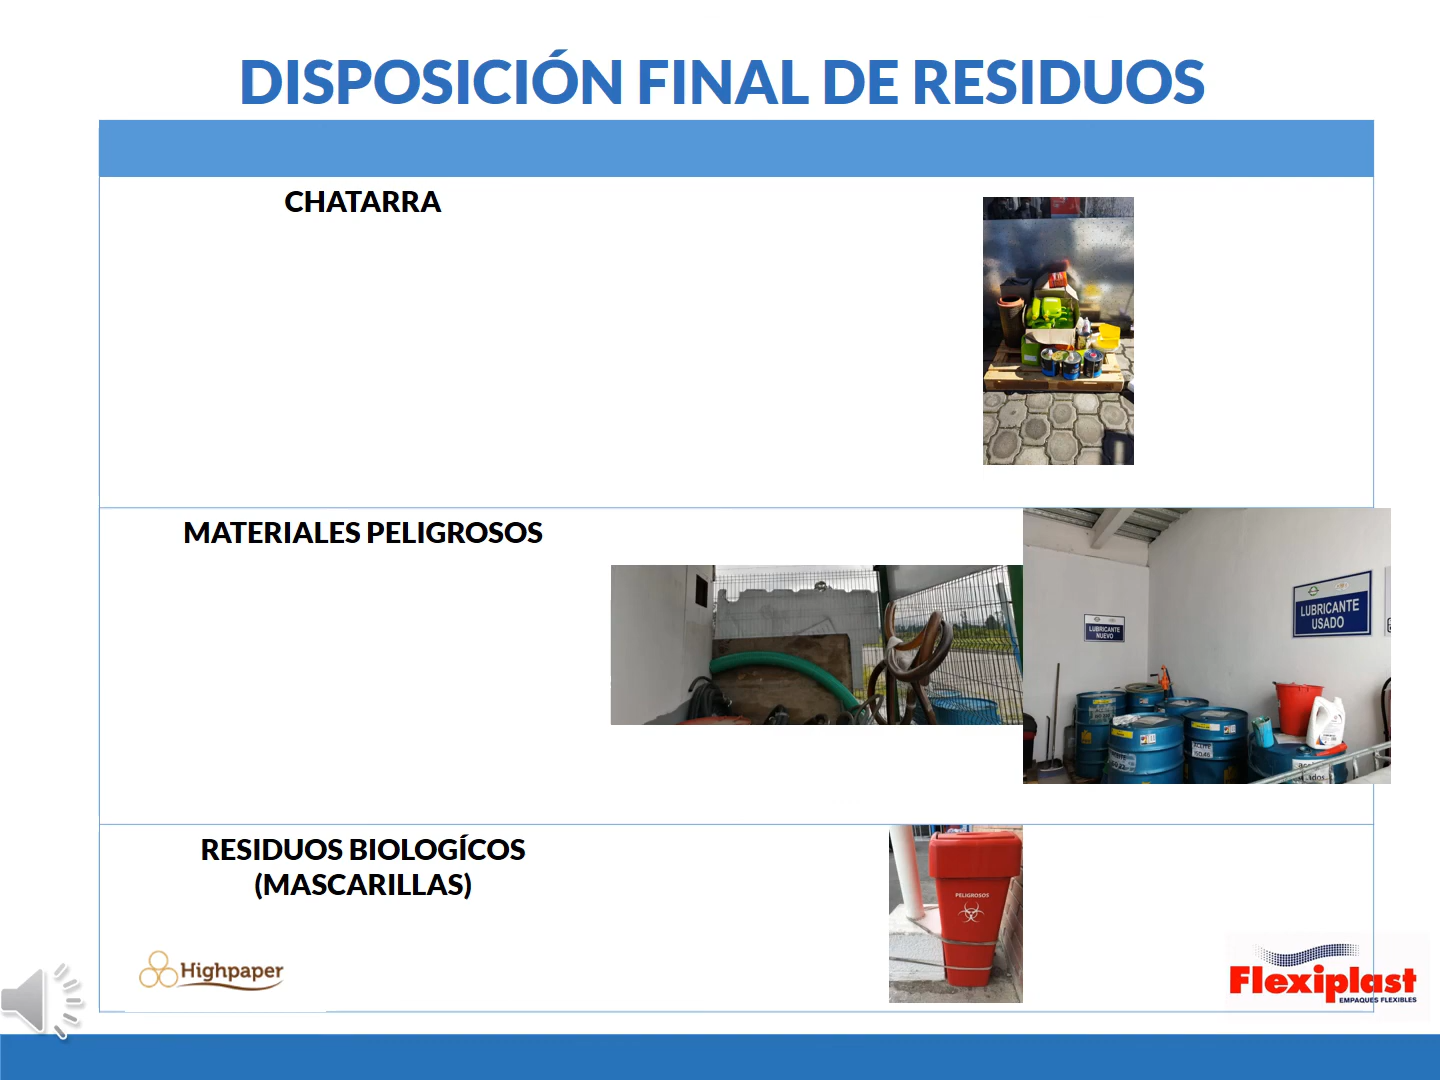 DISPOSICIÓN FINAL DE RESIDUOS
CHATARRA
MATERIALES PELIGROSOS
LUBRICANTE
NUEVO
LUBRICANTE
USADO
ACEITE
RESIDUOS BIOLOGÍCOS
(MASCARILLAS)
PELIGROSOS
Highpaper
Flexiplast
EMPAQUES FLEXIBLES